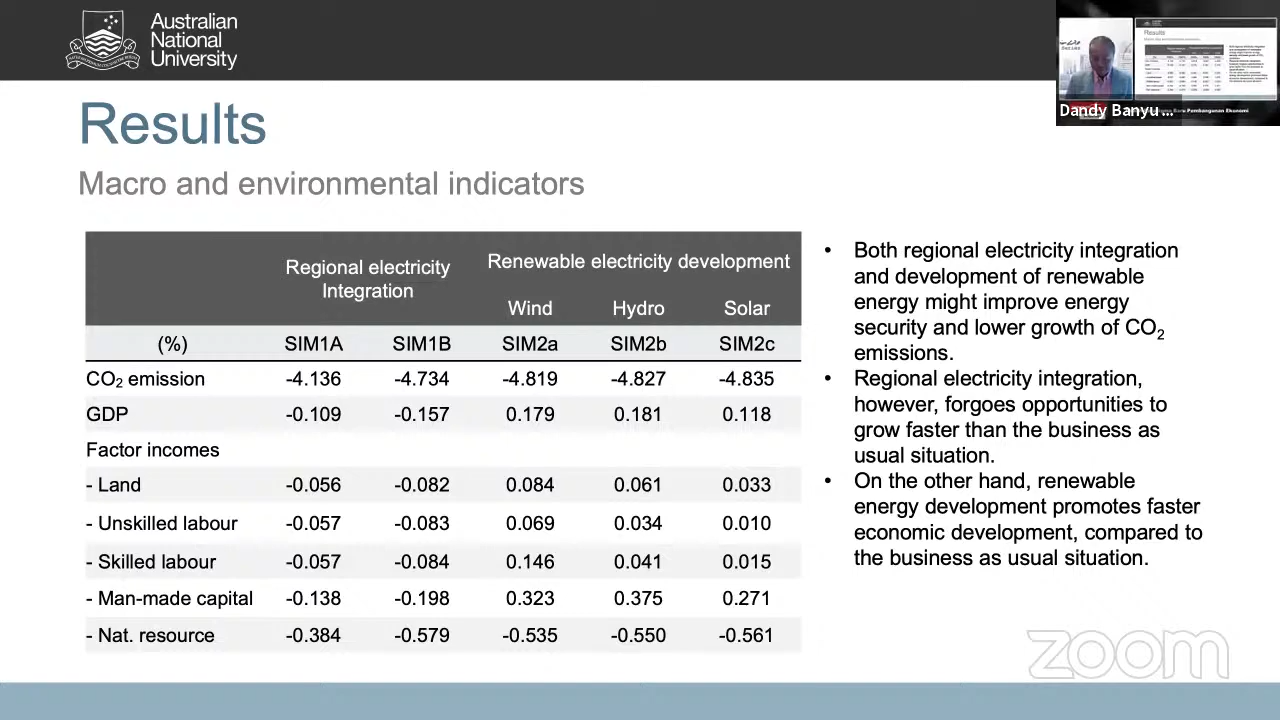 Australian
National
University
Results
Macro and environmental indicators
Dandy Banyu ...
Pembangunan Ekonomi
Regional electricity
Integration
Renewable electricity development
Wind Hydro Solar
(%) SIM1A SIM1B SIM2a SIM2b SIM2c
CO₂ emission -4.136 -4.734 -4.819 -4.827 -4.835
GDP -0.109 -0.157 0.179 0.181 0.118
Factor incomes
- Land -0.056 -0.082 0.084 0.061 0.033
- Unskilled labour -0.057 -0.083 0.069 0.034 0.010
- Skilled labour -0.057 -0.084 0.146 0.041 0.015
- Man-made capital -0.138 -0.198 0.323 0.375 0.271
- Nat. resource -0.384 -0.579 -0.535 -0.550 -0.561
• Both regional electricity integration
and development of renewable
energy might improve energy
security and lower growth of CO₂
emissions.
• Regional electricity integration,
however, forgoes opportunities to
grow faster than the business as
usual situation.
• On the other hand, renewable
energy development promotes faster
economic development, compared to
the business as usual situation.
zoom